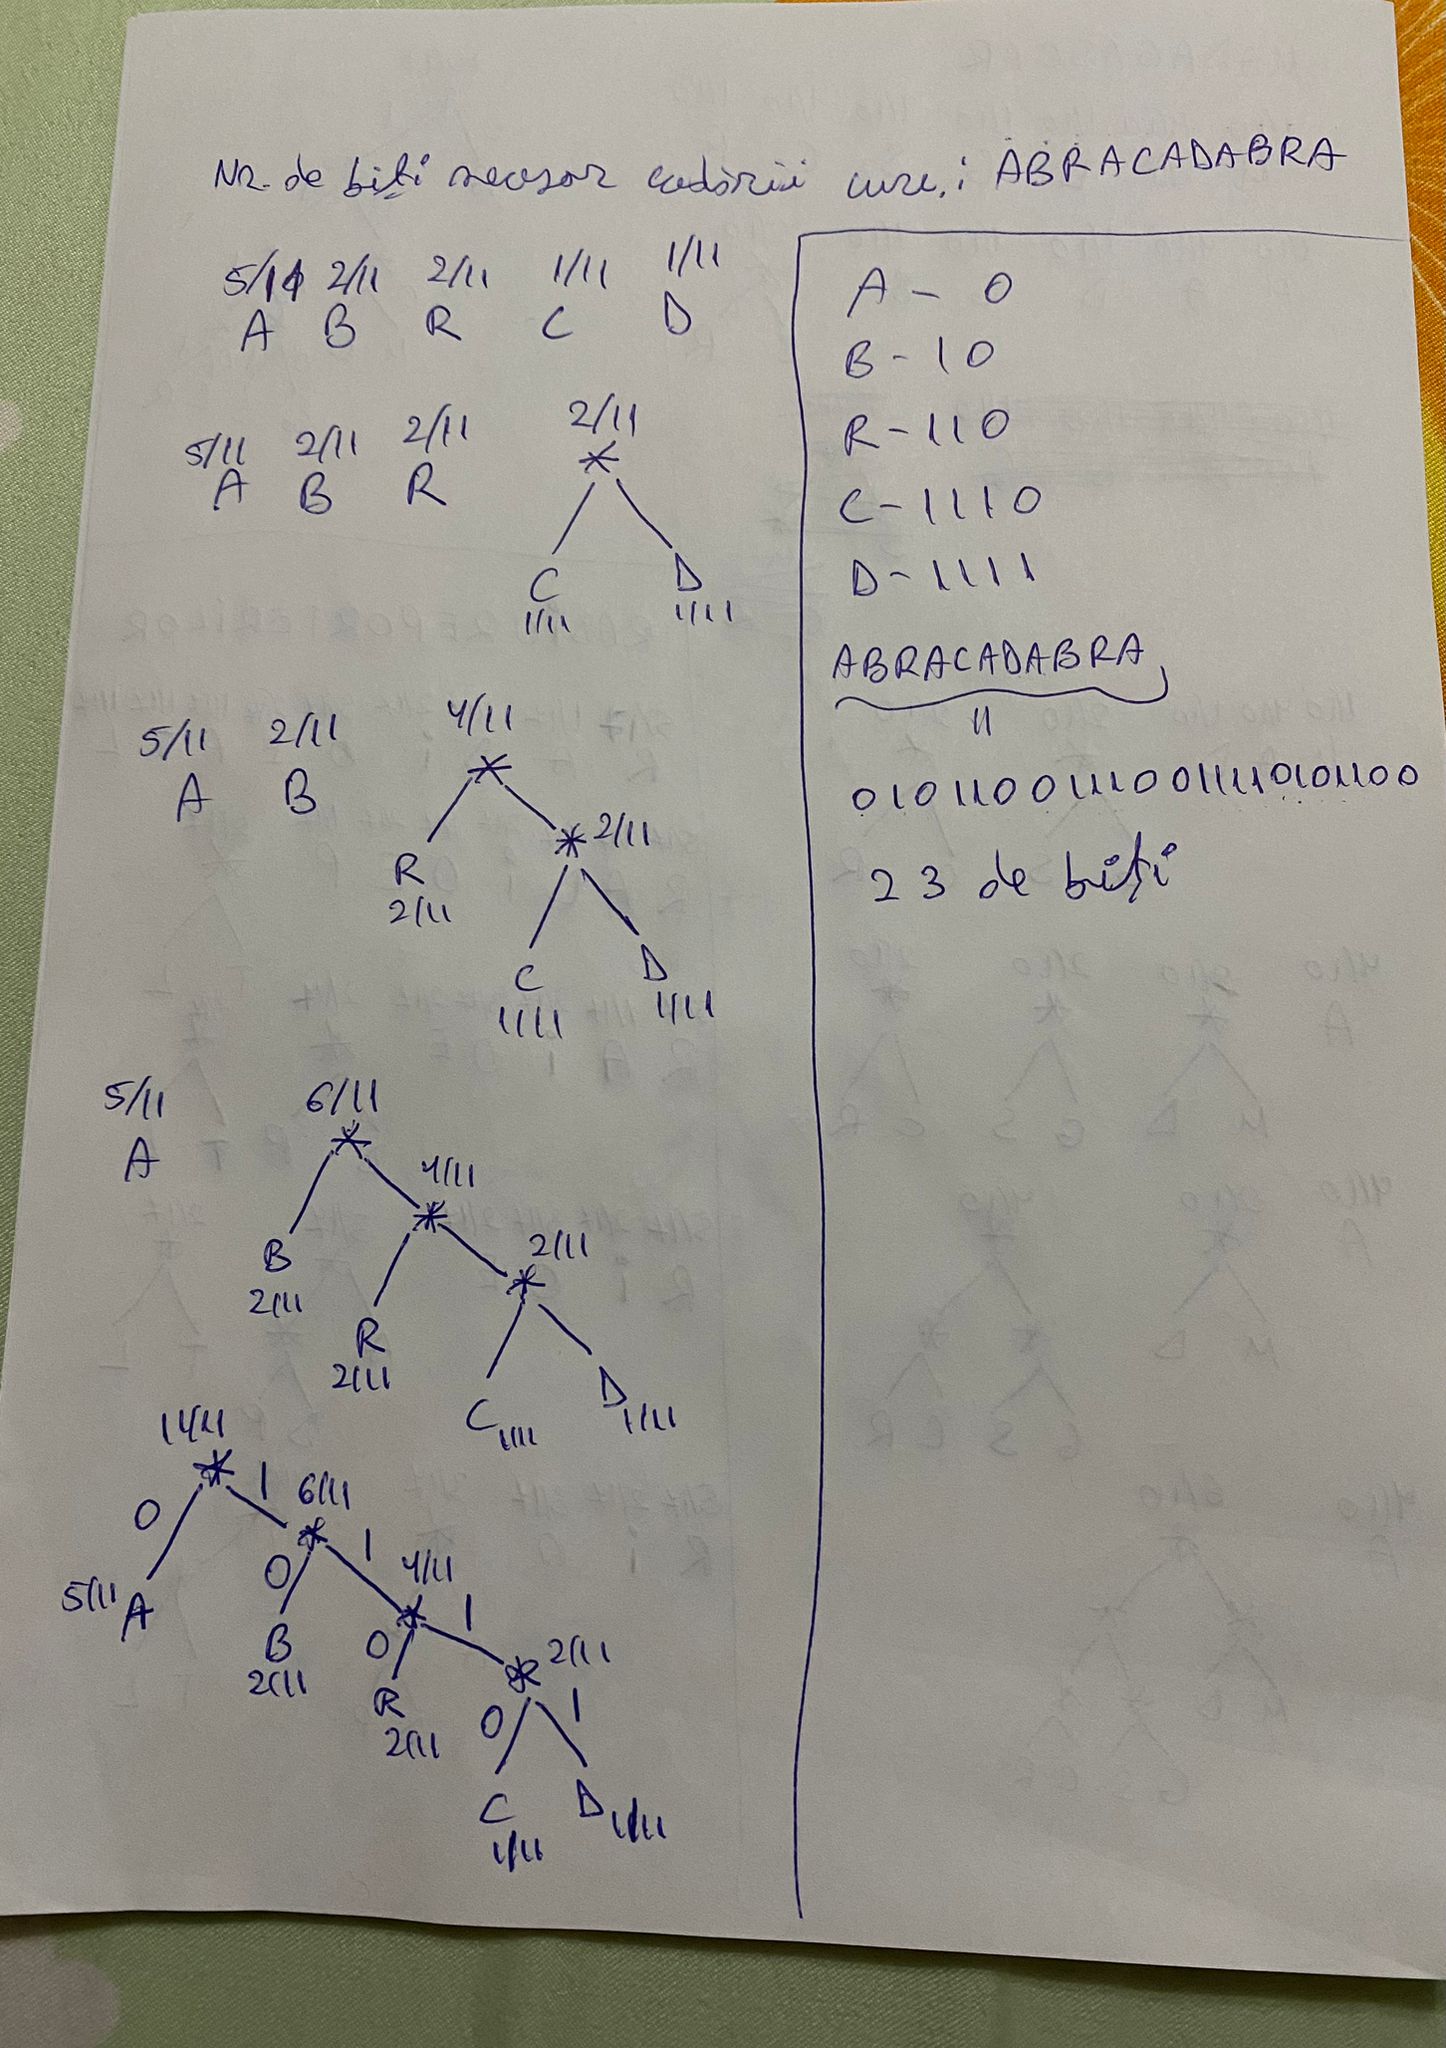 Nr. de biți necesar codării cuv.: ABRACADABRA
5/11 2/11 2/11 1/11 1/11
A B R C D
5/11 2/11 2/11 2/11
A B R *
C D
1/11 1/11
5/11 2/11 4/11
A B *
R * 2/11
2/11
C D
1/11 1/11
5/11 6/11
A *
4/11
*
B 2/11
2/11 *
R
2/11
C 1/11 D 1/11
11/11
*
0 1 6/11
*
0 1 4/11
5/11 A *
B 0 1 2/11
2/11 R *
2/11 0 1
C D 1/11
1/11
A - 0
B - 10
R - 110
C - 1110
D - 1111
ABRACADABRA
=
01011001110011110101100
23 de biți